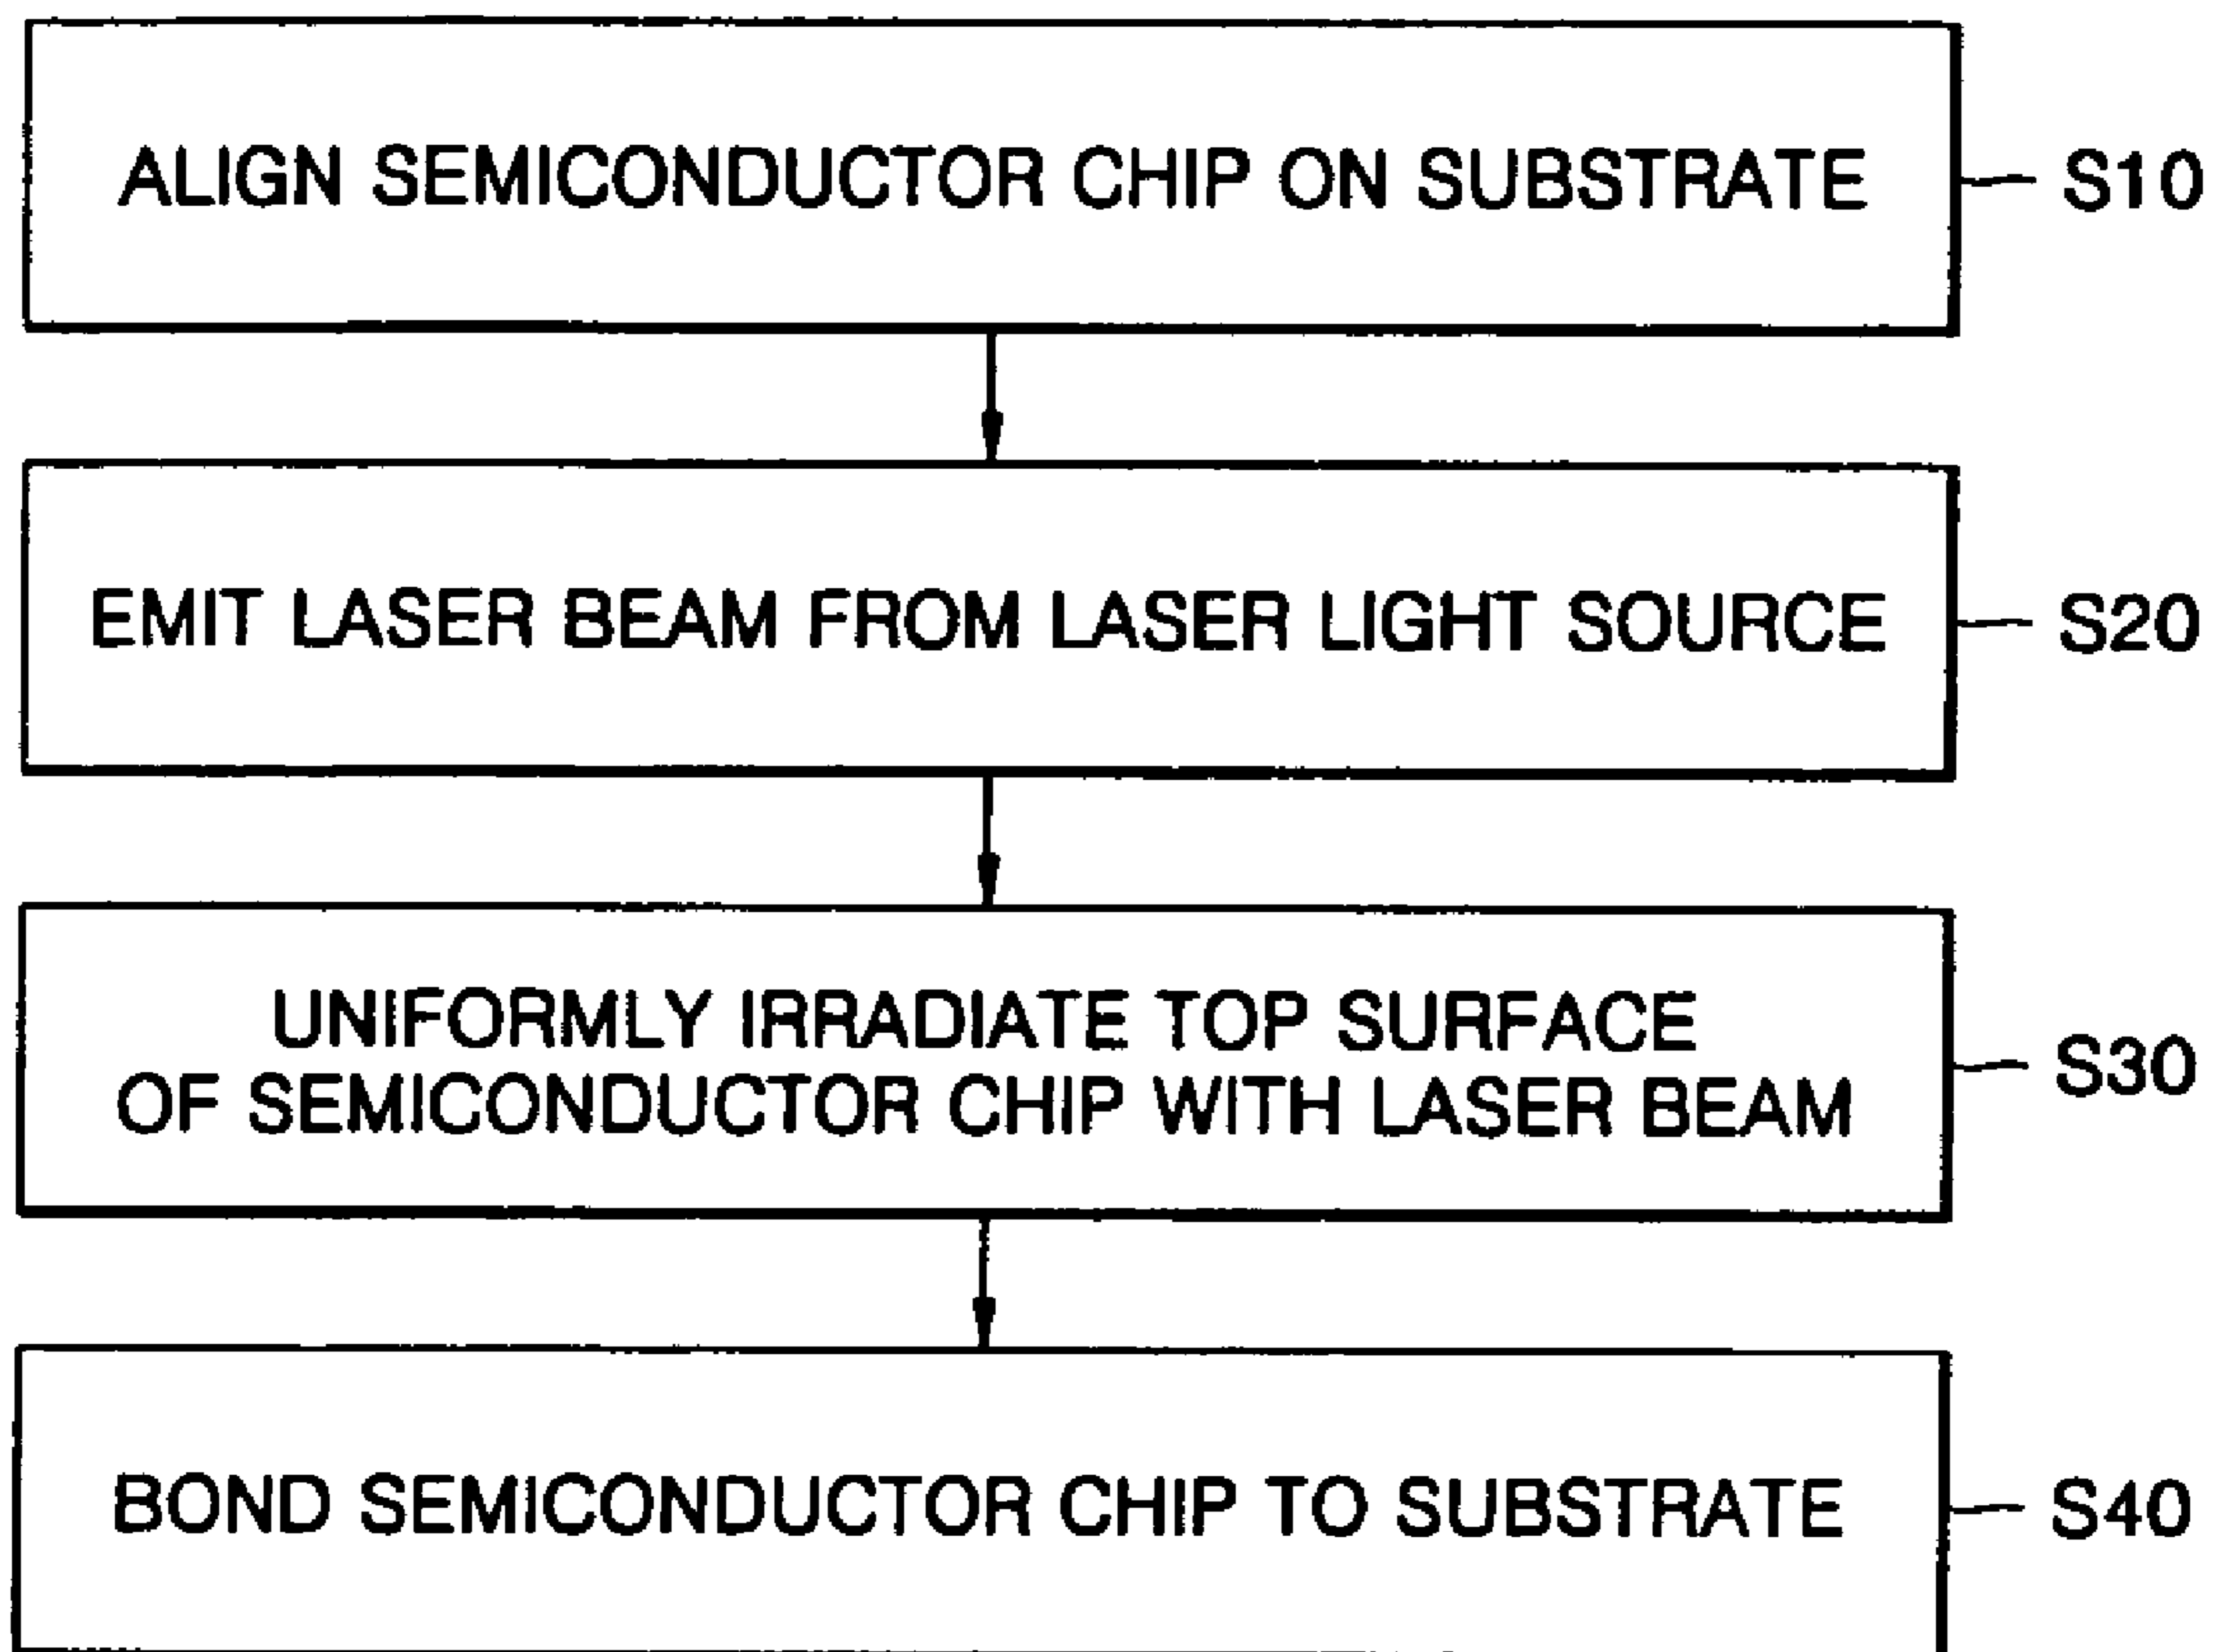 ALIGN SEMICONDUCTOR CHIP ON SUBSTRATE
S10
EMIT LASER BEAM FROM LASER LIGHT SOURCE
S20
UNIFORMLY IRRADIATE TOP SURFACE
OF SEMICONDUCTOR CHIP WITH LASER BEAM
S30
BOND SEMICONDUCTOR CHIP TO SUBSTRATE
S40